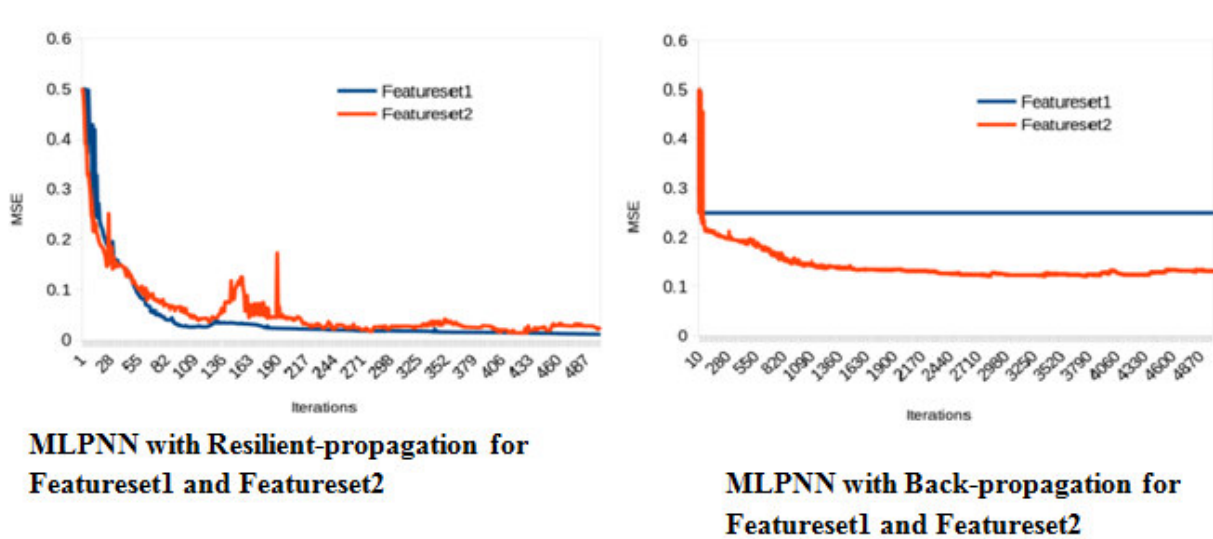 0.6
0.5
0.4
0.3
0.2
0.1
0
MSE
Featureset1
Featureset2
1 28 55 82 109 136 163 190 217 244 271 298 325 352 379 406 433 460 487
Iterations
MLPNN with Resilient-propagation for
Featureset1 and Featureset2
0.6
0.5
0.4
0.3
0.2
0.1
0
MSE
Featureset1
Featureset2
10 280 550 820 1090 1360 1630 1900 2170 2440 2710 2980 3250 3520 3790 4060 4330 4600 4870
Iterations
MLPNN with Back-propagation for
Featureset1 and Featureset2